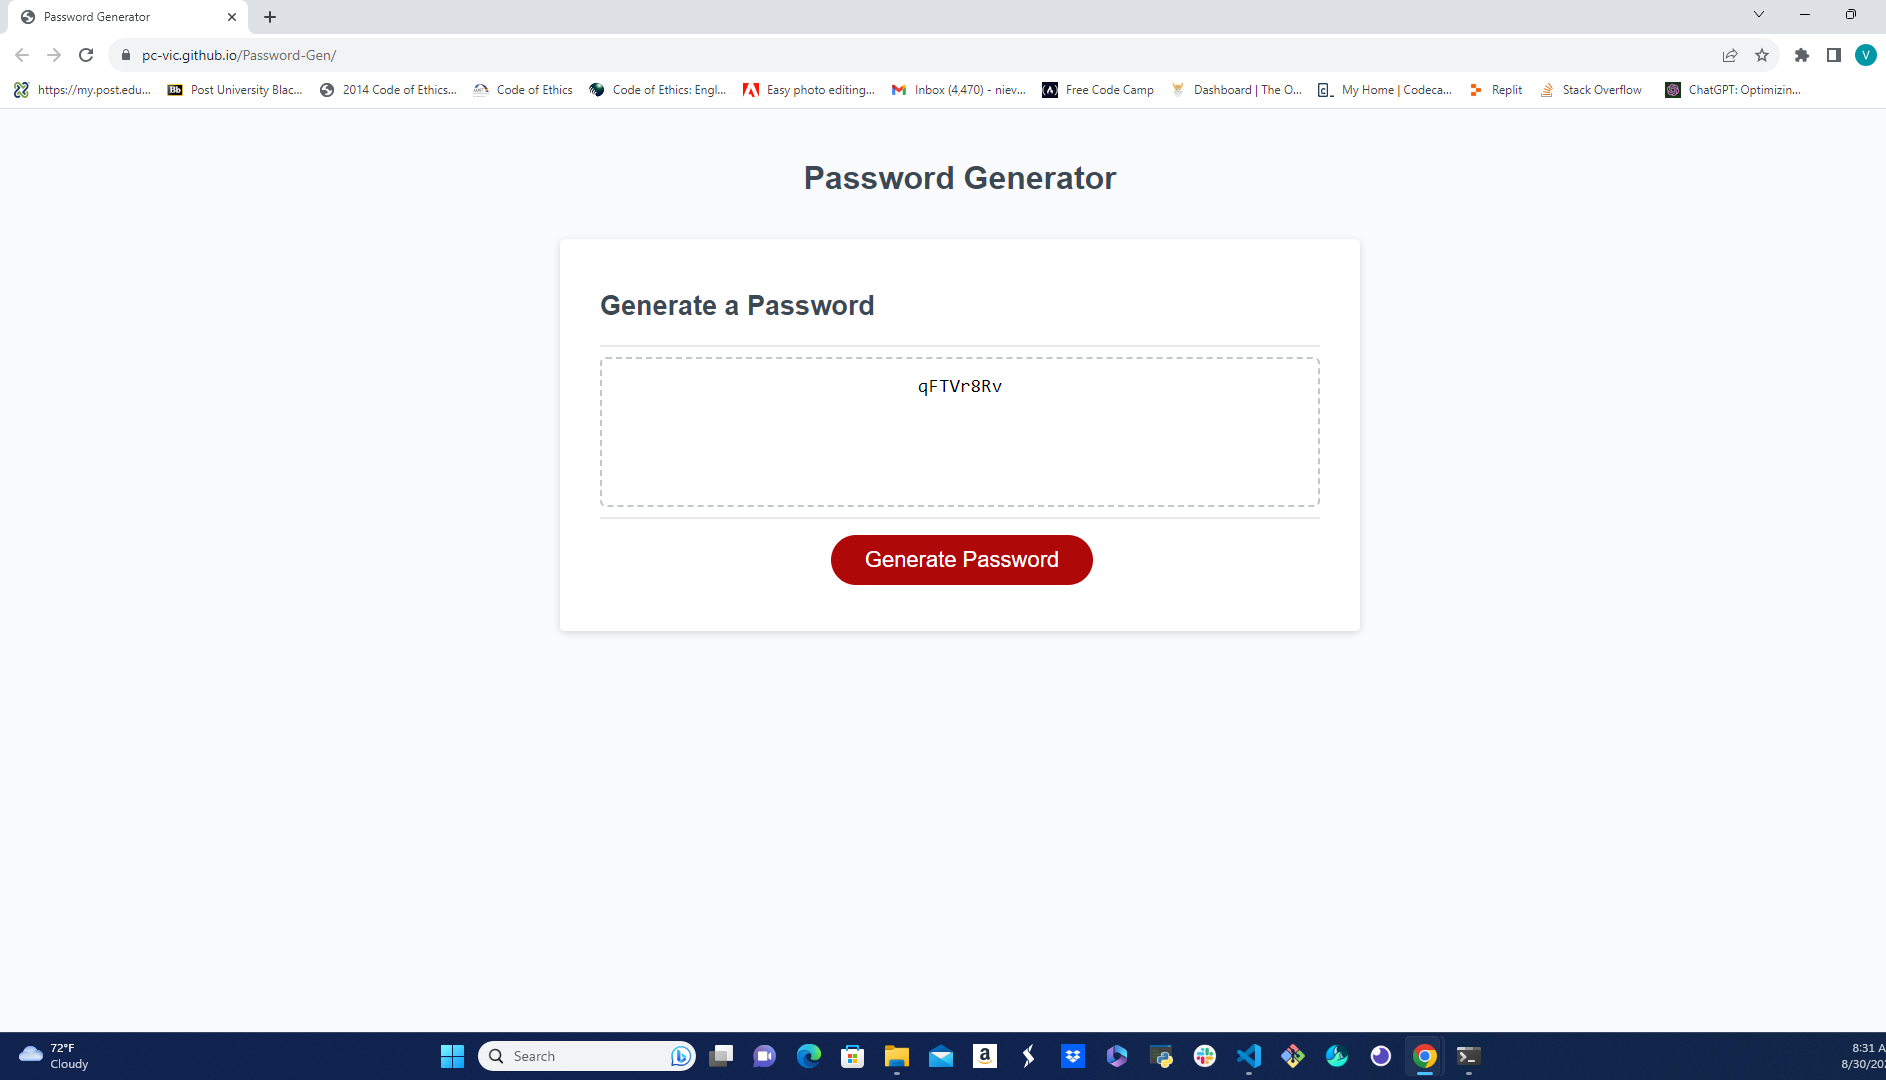 Password Generator
pc-vic.github.io/Password-Gen/
https://my.post.edu...
Bb Post University Blac...
2014 Code of Ethics...
Code of Ethics
Code of Ethics: Engl...
Easy photo editing...
Inbox (4,470) - niev...
Free Code Camp
Dashboard | The O...
My Home | Codeca...
Replit
Stack Overflow
ChatGPT: Optimizin...
V
Password Generator
Generate a Password
qFTVr8Rv
Generate Password
72°F
Cloudy
Search
8:31 A
8/30/20